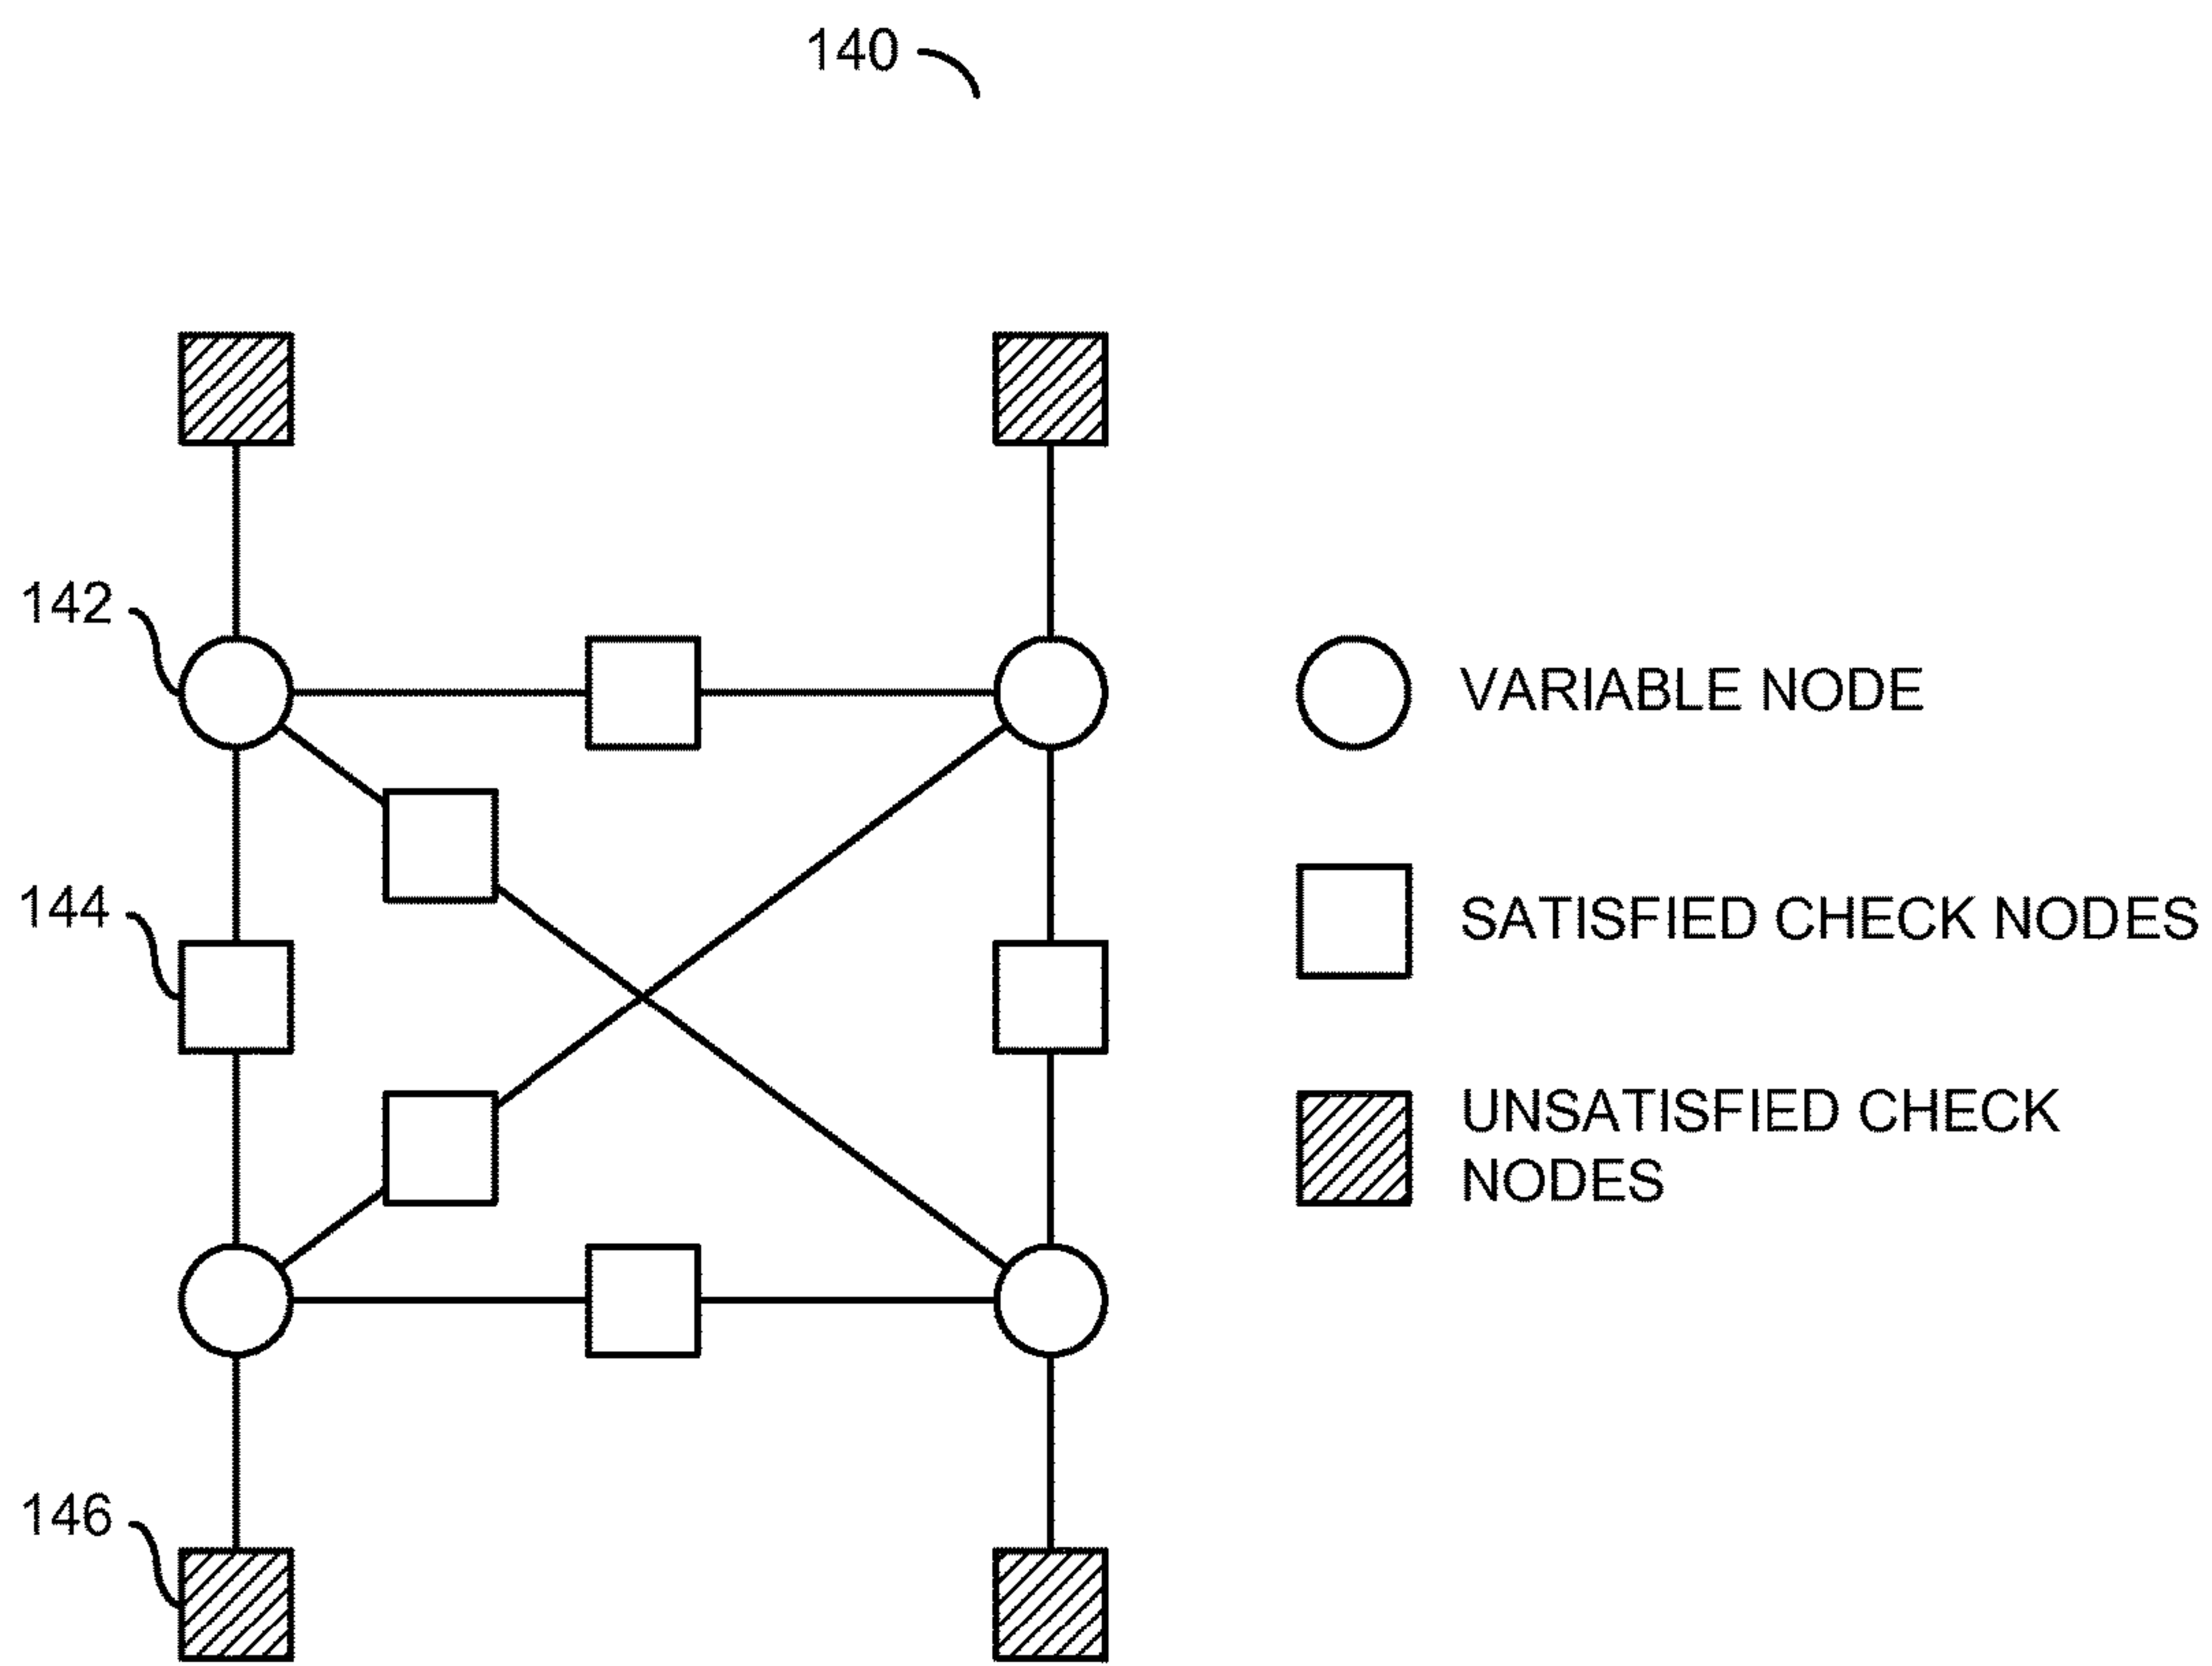 140
142
VARIABLE NODE
144
SATISFIED CHECK NODES
UNSATISFIED CHECK
NODES
146